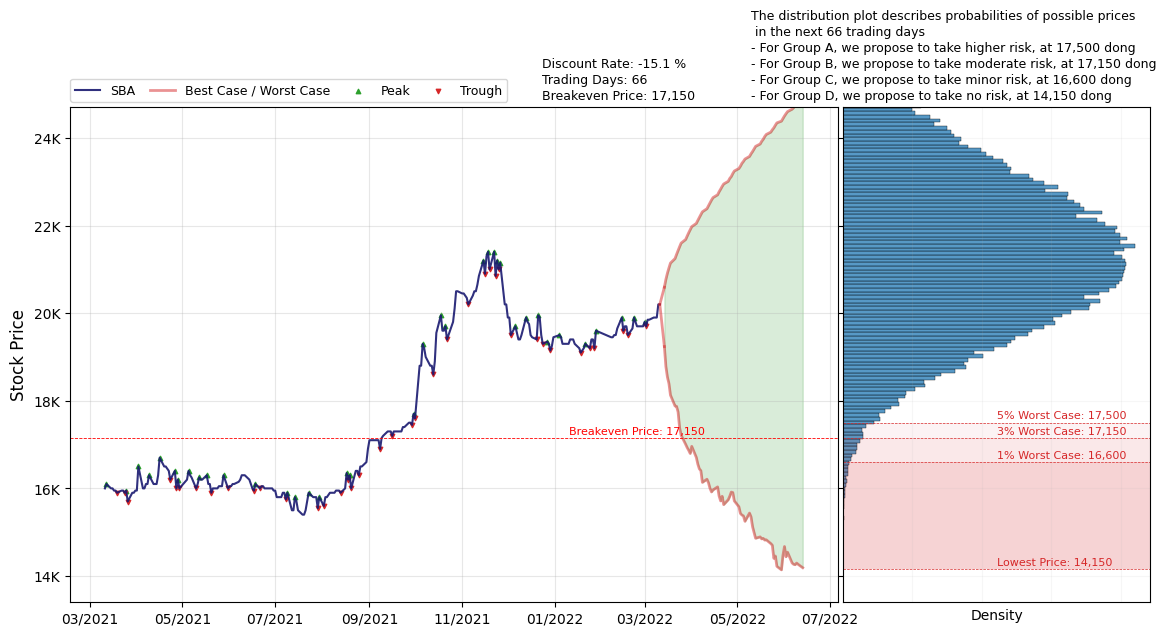 The distribution plot describes probabilities of possible prices
in the next 66 trading days
- For Group A, we propose to take higher risk, at 17,500 dong
- For Group B, we propose to take moderate risk, at 17,150 dong
- For Group C, we propose to take minor risk, at 16,600 dong
- For Group D, we propose to take no risk, at 14,150 dong
Discount Rate: -15.1 %
Trading Days: 66
Breakeven Price: 17,150
SBA Best Case / Worst Case Peak Trough
Stock Price
24K
22K
20K
18K
16K
14K
Breakeven Price: 17,150
5% Worst Case: 17,500
3% Worst Case: 17,150
1% Worst Case: 16,600
Lowest Price: 14,150
03/2021 05/2021 07/2021 09/2021 11/2021 01/2022 03/2022 05/2022 07/2022
Density